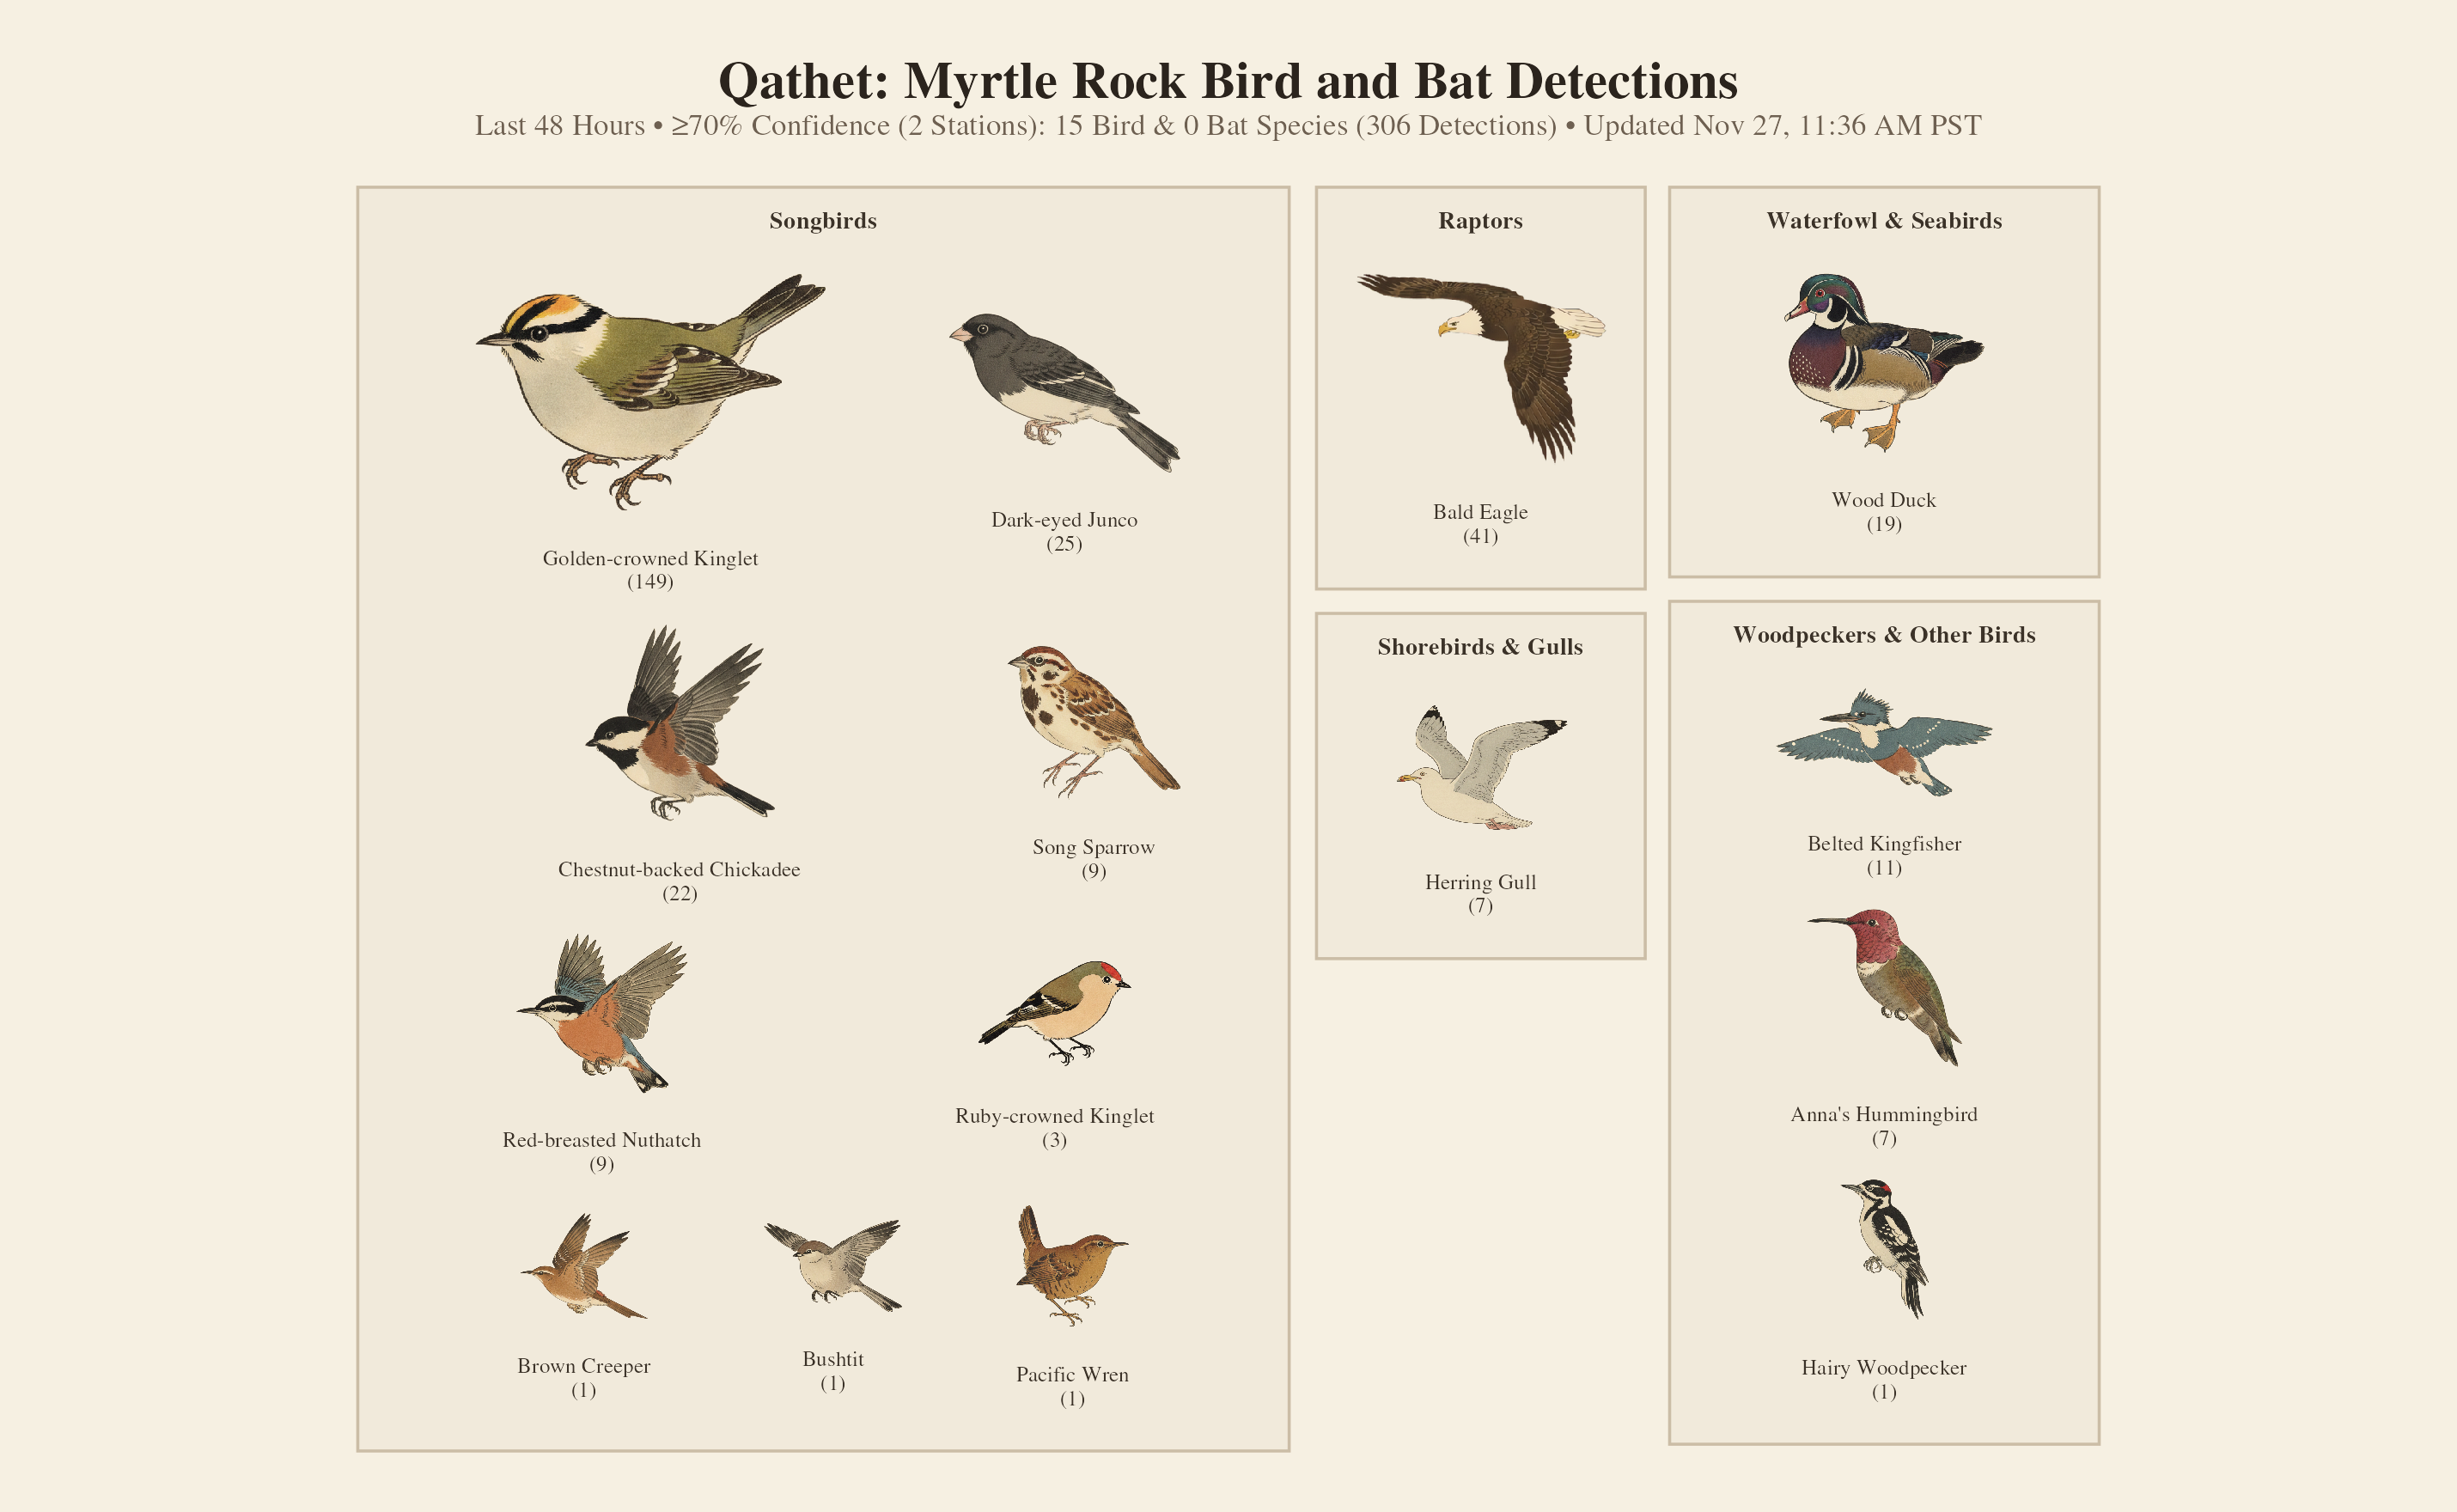 Qathet: Myrtle Rock Bird and Bat Detections
Last 48 Hours • ≥70% Confidence (2 Stations): 15 Bird & 0 Bat Species (306 Detections) • Updated Nov 27, 11:36 AM PST
Songbirds
Golden-crowned Kinglet
(149)
Dark-eyed Junco
(25)
Chestnut-backed Chickadee
(22)
Song Sparrow
(9)
Red-breasted Nuthatch
(9)
Ruby-crowned Kinglet
(3)
Brown Creeper
(1)
Bushtit
(1)
Pacific Wren
(1)
Raptors
Bald Eagle
(41)
Shorebirds & Gulls
Herring Gull
(7)
Waterfowl & Seabirds
Wood Duck
(19)
Woodpeckers & Other Birds
Belted Kingfisher
(11)
Anna's Hummingbird
(7)
Hairy Woodpecker
(1)